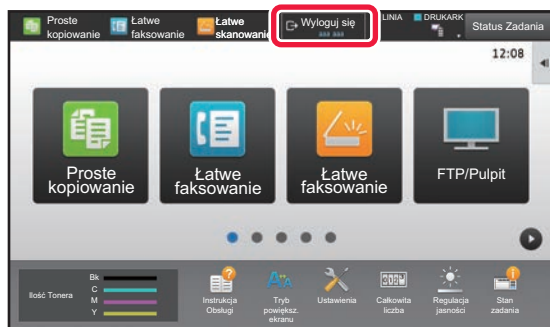 Proste
kopiowanie
Łatwe
faksowanie
Łatwe
skanowanie
Wyloguj się
LINIA
DRUKARK
Status Zadania
12:08
Proste
kopiowanie
Łatwe
faksowanie
Łatwe
faksowanie
FTP/Pulpit
Ilość Tonera
Bk
C
M
Y
Instrukcja
Obsługi
Tryb
powiększ.
ekranu
Ustawienia
Całkowita
liczba
Regulacja
jasności
Stan
zadania